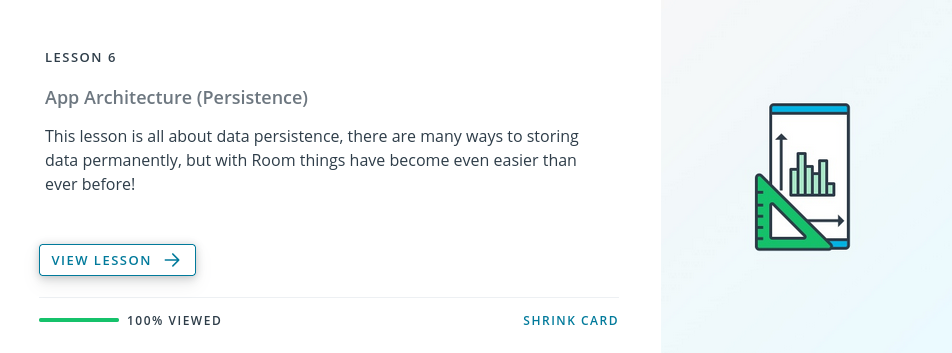 LESSON 6
App Architecture (Persistence)
This lesson is all about data persistence, there are many ways to storing
data permanently, but with Room things have become even easier than
ever before!
VIEW LESSON
100% VIEWED
SHRINK CARD